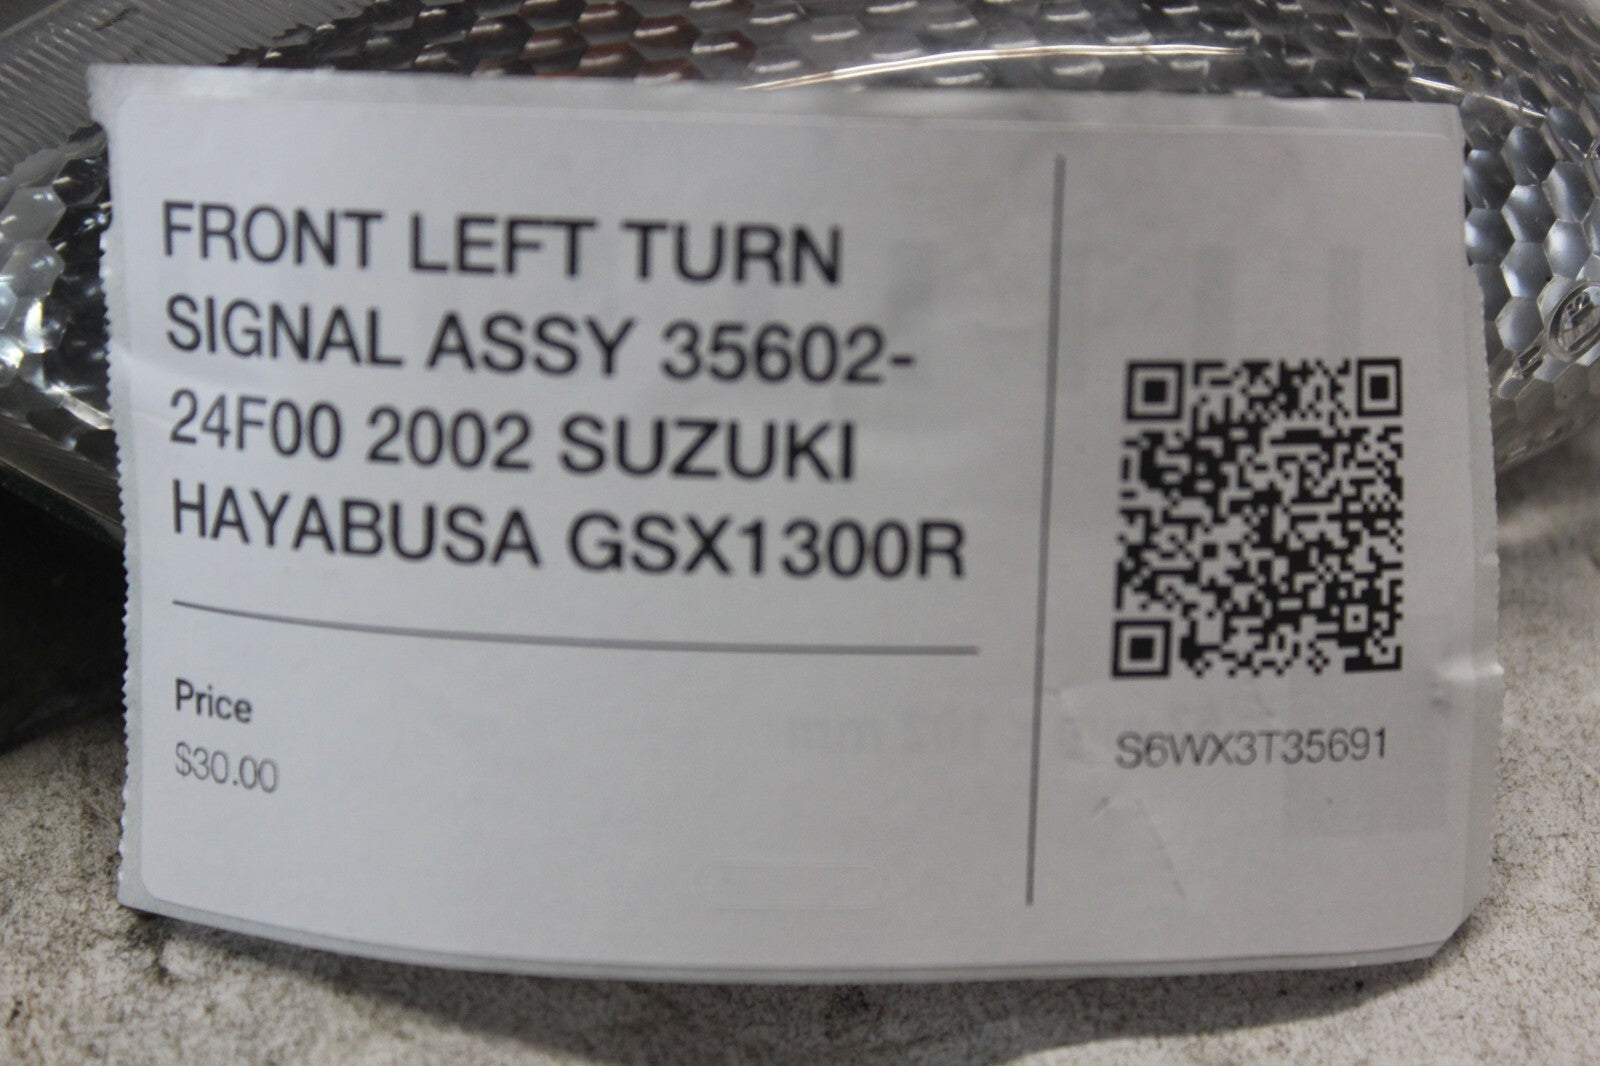 FRONT LEFT TURN
SIGNAL ASSY 35602-
24F00 2002 SUZUKI
HAYABUSA GSX1300R
Price
$30.00
S6WX3T35691